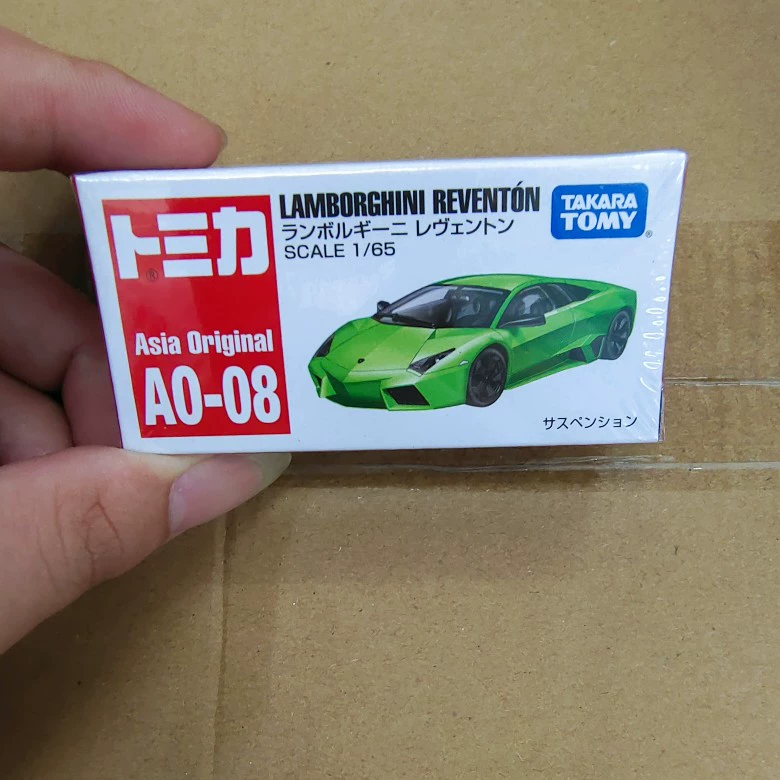 LAMBORGHINI REVENTÓN
ランボルギーニ レヴェントン
SCALE 1/65
TAKARA
TOMY
®
トミカ
®
Asia Original
AO-08
サスペンション